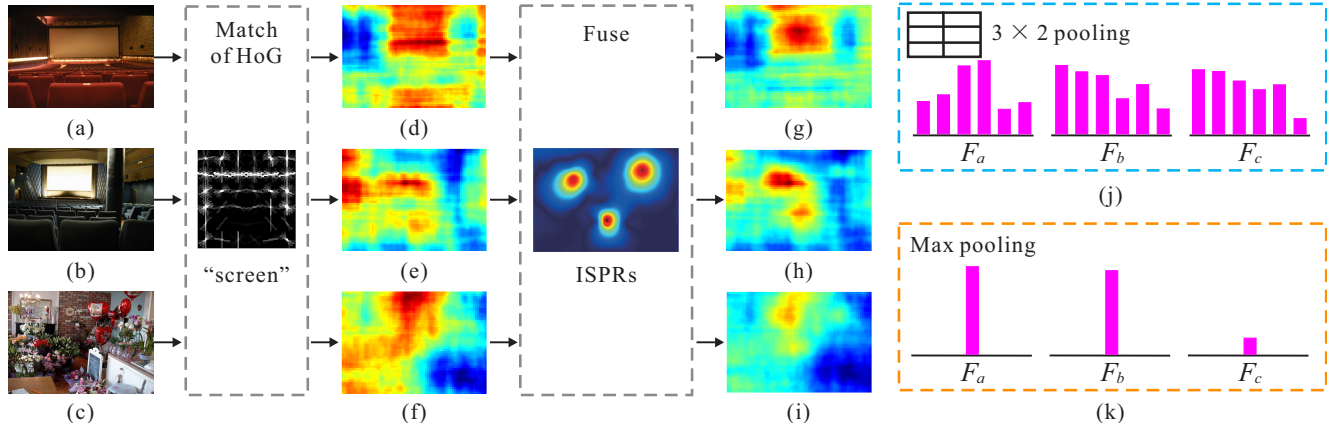 Match
of HoG
Fuse
3 × 2 pooling
(a)
(d)
(g)
F_a
F_b
F_c
(j)
(b)
"screen"
(e)
ISPRs
(h)
Max pooling
F_a
F_b
F_c
(c)
(f)
(i)
(k)